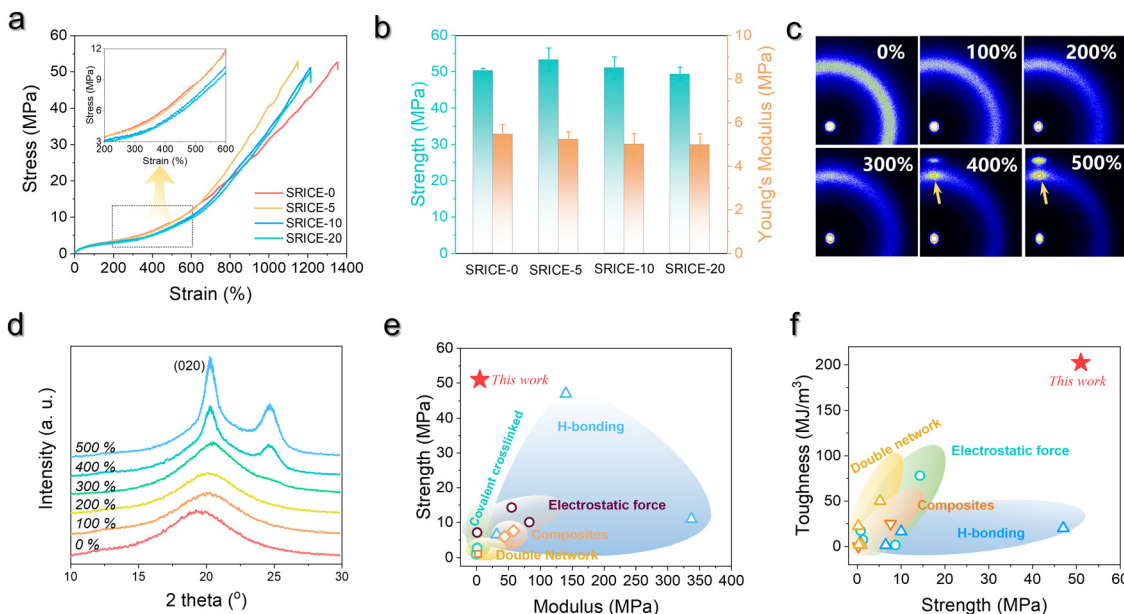 a
Stress (MPa)
60
50
40
30
20
10
0
0 200 400 600 800 1000 1200 1400
Strain (%)
Stress (MPa)
12
9
6
3
200 300 400 500 600
Strain (%)
SRICE-0
SRICE-5
SRICE-10
SRICE-20
b
Strength (MPa)
60
50
40
30
20
10
0
SRICE-0 SRICE-5 SRICE-10 SRICE-20
10
8
6
4
2
0
Young's Modulus (MPa)
c
0% 100% 200%
300% 400% 500%
d
Intensity (a. u.)
(020)
500 %
400 %
300 %
200 %
100 %
0 %
10 15 20 25 30
2 theta (o)
e
Strength (MPa)
60
50
40
30
20
10
0
This work
Covalent crosslinked
H-bonding
Electrostatic force
Composites
Double Network
0 50 100 150 200 250 300 350 400
Modulus (MPa)
f
Toughness (MJ/m3)
200
150
100
50
0
This work
Double network
Electrostatic force
Composites
H-bonding
0 10 20 30 40 50 60
Strength (MPa)